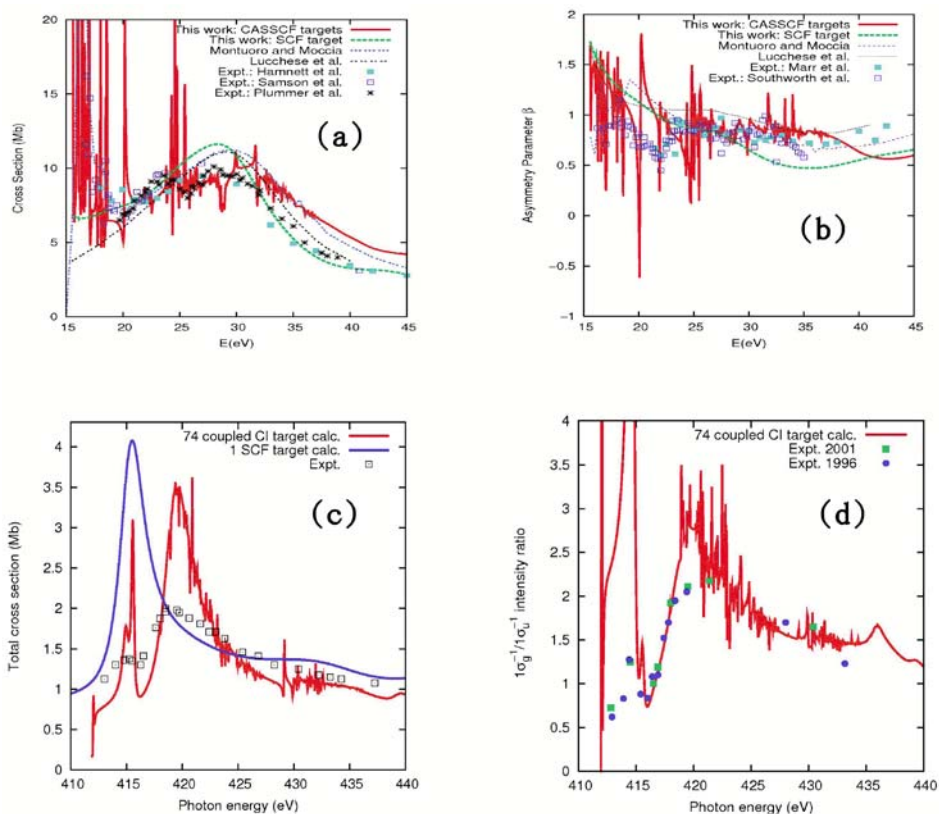 20
15
10
5
0
Cross Section (Mb)
This work: CASSCF targets
This work: SCF target
Montuoro and Moccia
Lucchese et al.
Expt.: Hamnett et al.
Expt.: Samson et al.
Expt.: Plummer et al.
(a)
15 20 25 30 35 40 45
E(eV)
2
1.5
1
0.5
0
−0.5
−1
Asymmetry Parameter β
This work: CASSCF targets
This work: SCF target
Montuoro and Moccia
Lucchese et al.
Expt.: Marr et al.
Expt.: Southworth et al.
(b)
15 20 25 30 35 40 45
E(eV)
4
3.5
3
2.5
2
1.5
1
0.5
0
Total cross section (Mb)
74 coupled CI target calc.
1 SCF target calc.
Expt.
(c)
410 415 420 425 430 435 440
Photon energy (eV)
4
3.5
3
2.5
2
1.5
1
0.5
0
1σg⁻¹/1σu⁻¹ intensity ratio
74 coupled CI target calc.
Expt. 2001
Expt. 1996
(d)
410 415 420 425 430 435 440
Photon energy (eV)